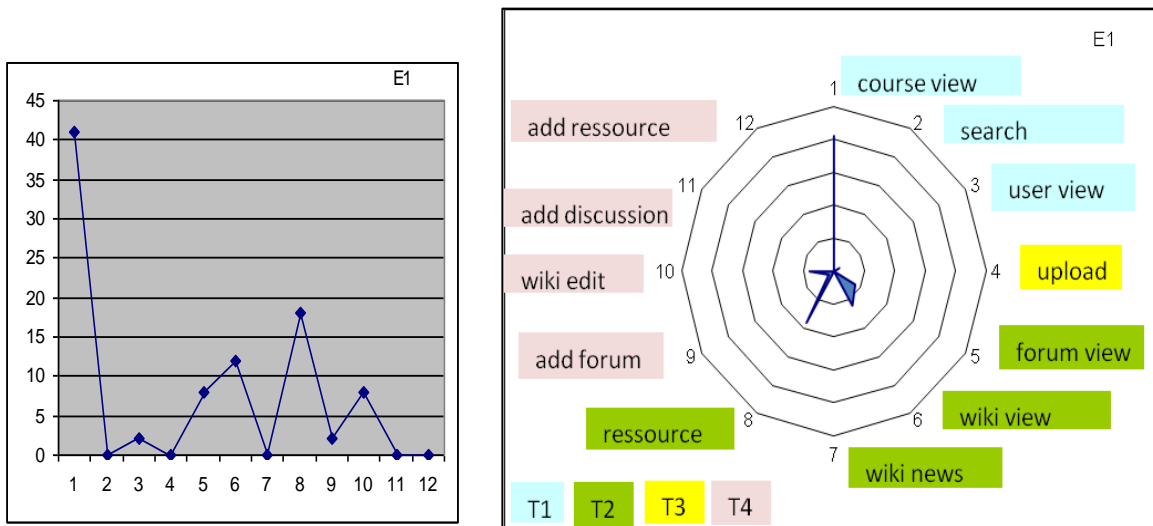 E1
45
40
35
30
25
20
15
10
5
0
1 2 3 4 5 6 7 8 9 10 11 12
E1
1
course view
12
2
add ressource
search
11
3
user view
add discussion
wiki edit
10
4
upload
add forum
9
5
forum view
ressource
8
6
wiki view
7
wiki news
T1 T2 T3 T4